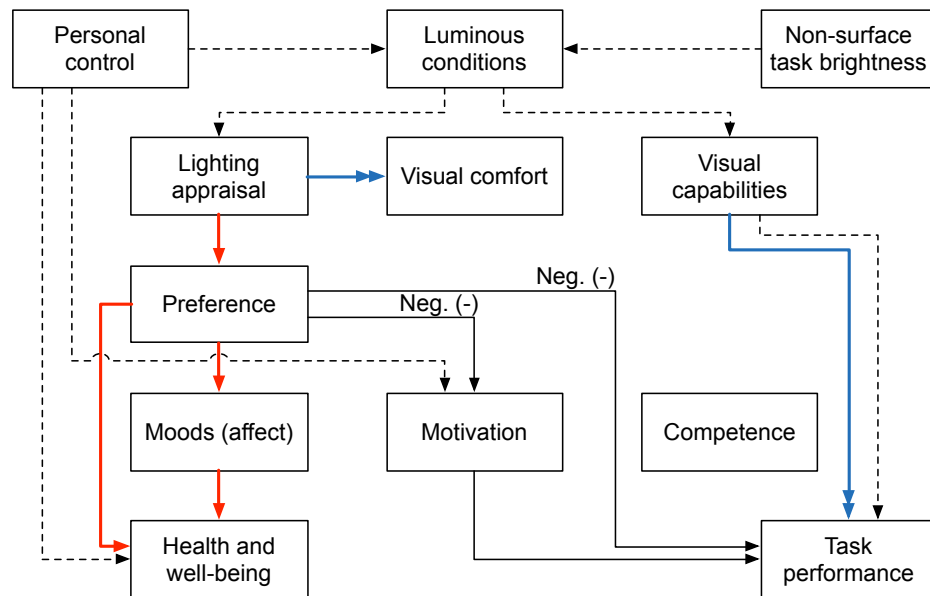 Personal
control
Luminous
conditions
Non-surface
task brightness
Lighting
appraisal
Visual comfort
Visual
capabilities
Neg. (-)
Preference
Neg. (-)
Moods (affect)
Motivation
Competence
Health and
well-being
Task
performance